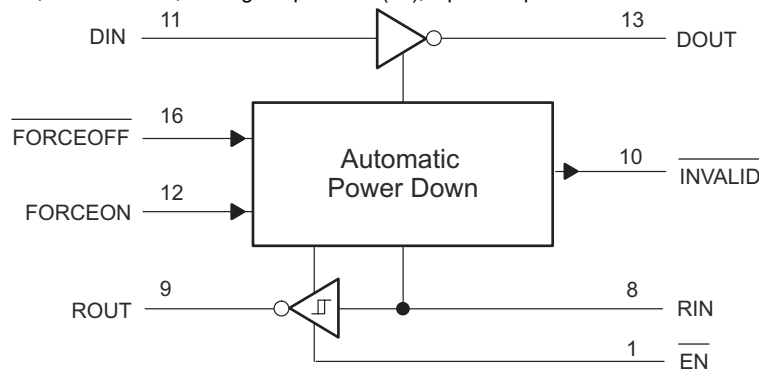 11
DIN
13
DOUT
16
FORCEOFF
Automatic
Power Down
10
INVALID
12
FORCEON
9
ROUT
8
RIN
1
EN